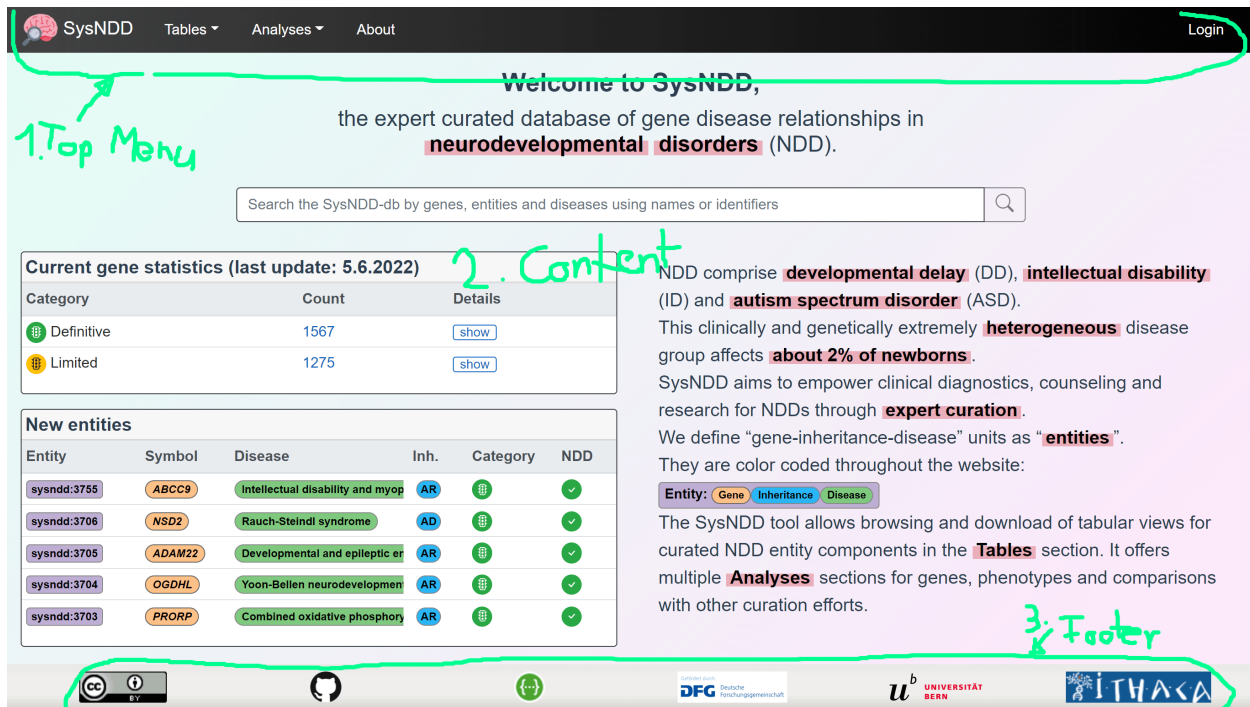 SysNDD Tables Analyses About Login
1. Top Menu
Welcome to SysNDD,
the expert curated database of gene disease relationships in
neurodevelopmental disorders (NDD).
Search the SysNDD-db by genes, entities and diseases using names or identifiers
2. Content
Current gene statistics (last update: 5.6.2022)
Category Count Details
Definitive 1567 show
Limited 1275 show
New entities
Entity Symbol Disease Inh. Category NDD
sysndd:3755 ABCC9 Intellectual disability and myop AR
sysndd:3706 NSD2 Rauch-Steindl syndrome AD
sysndd:3705 ADAM22 Developmental and epileptic en AR
sysndd:3704 OGDHL Yoon-Bellen neurodevelopment AR
sysndd:3703 PRORP Combined oxidative phosphory AR
NDD comprise developmental delay (DD), intellectual disability
(ID) and autism spectrum disorder (ASD).
This clinically and genetically extremely heterogeneous disease
group affects about 2% of newborns.
SysNDD aims to empower clinical diagnostics, counseling and
research for NDDs through expert curation.
We define “gene-inheritance-disease” units as “entities”.
They are color coded throughout the website:
Entity: Gene Inheritance Disease
The SysNDD tool allows browsing and download of tabular views for
curated NDD entity components in the Tables section. It offers
multiple Analyses sections for genes, phenotypes and comparisons
with other curation efforts.
3. Footer
cc BY
{...}
Gefördert durch
DFG Deutsche
Forschungsgemeinschaft
u b UNIVERSITÄT
BERN
ITHACA